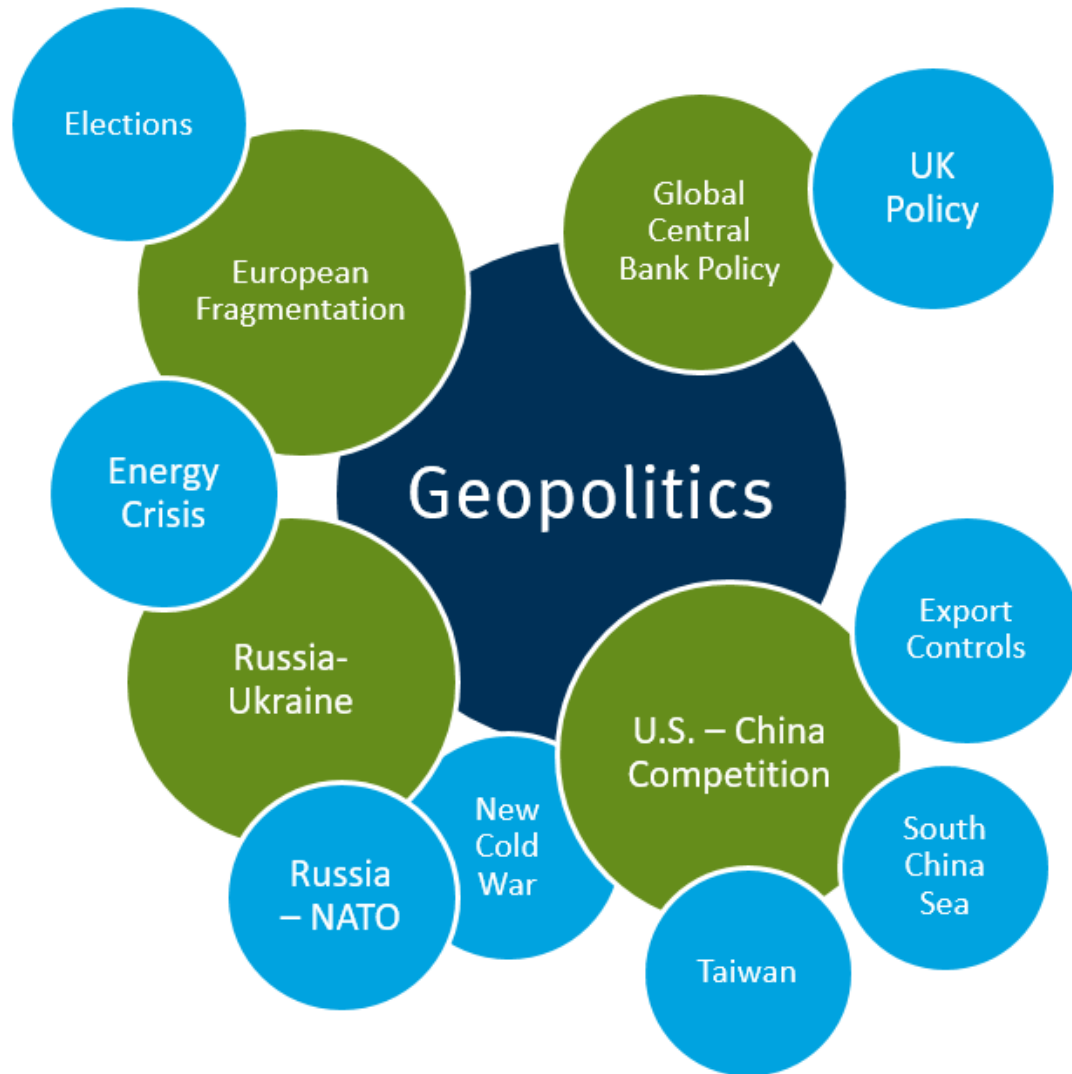 Elections
European
Fragmentation
Global
Central
Bank Policy
UK
Policy
Energy
Crisis
Geopolitics
Russia-
Ukraine
U.S. – China
Competition
Export
Controls
New
Cold
War
Russia
– NATO
South
China
Sea
Taiwan